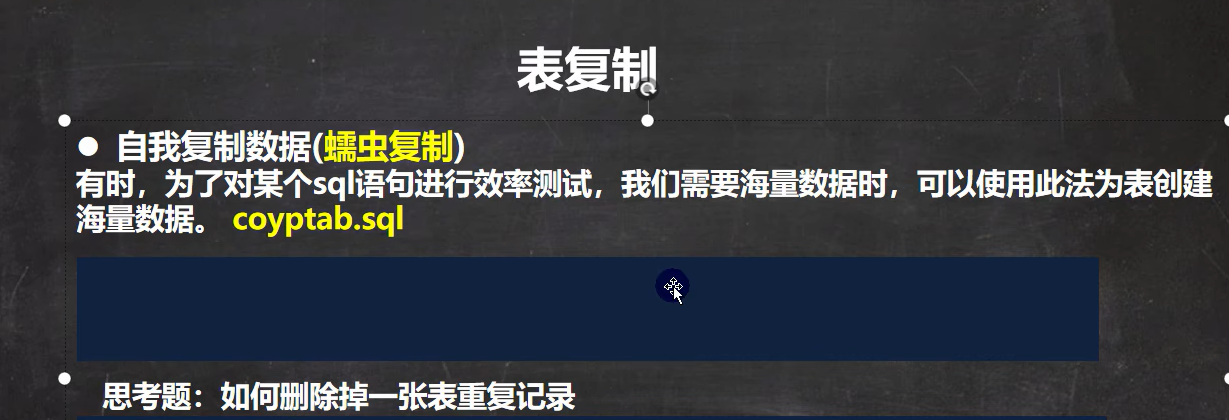 表复制
● 自我复制数据(蠕虫复制)
有时，为了对某个sql语句进行效率测试，我们需要海量数据时，可以使用此法为表创建
海量数据。 coyptab.sql
思考题：如何删除掉一张表重复记录